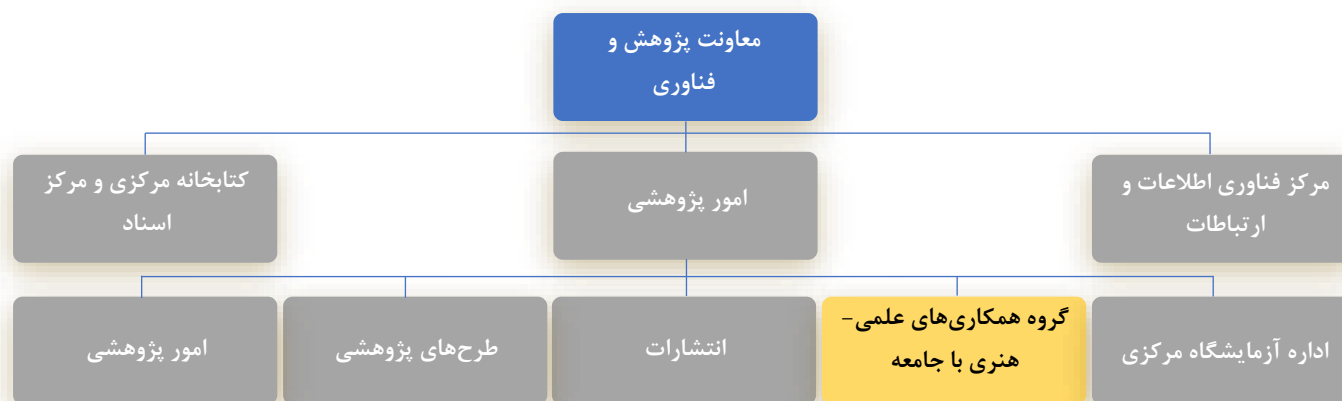 معاونت پژوهش و
فناوری
مرکز فناوری اطلاعات و
ارتباطات
امور پژوهشی
کتابخانه مرکزی و مرکز
اسناد
اداره آزمایشگاه مرکزی
گروه همکاری‌های علمی-
هنری با جامعه
انتشارات
طرح‌های پژوهشی
امور پژوهشی